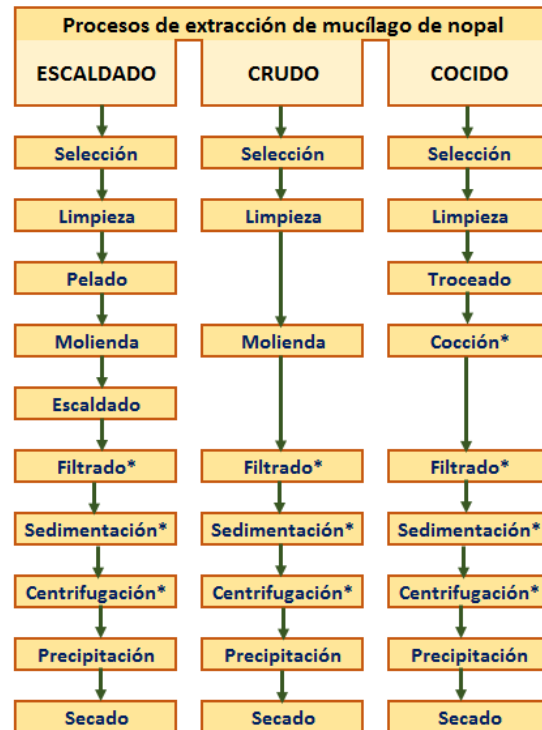 Procesos de extracción de mucílago de nopal
ESCALDADO
CRUDO
COCIDO
Selección
Selección
Selección
Limpieza
Limpieza
Limpieza
Pelado
Troceado
Molienda
Molienda
Cocción*
Escaldado
Filtrado*
Filtrado*
Filtrado*
Sedimentación*
Sedimentación*
Sedimentación*
Centrifugación*
Centrifugación*
Centrifugación*
Precipitación
Precipitación
Precipitación
Secado
Secado
Secado